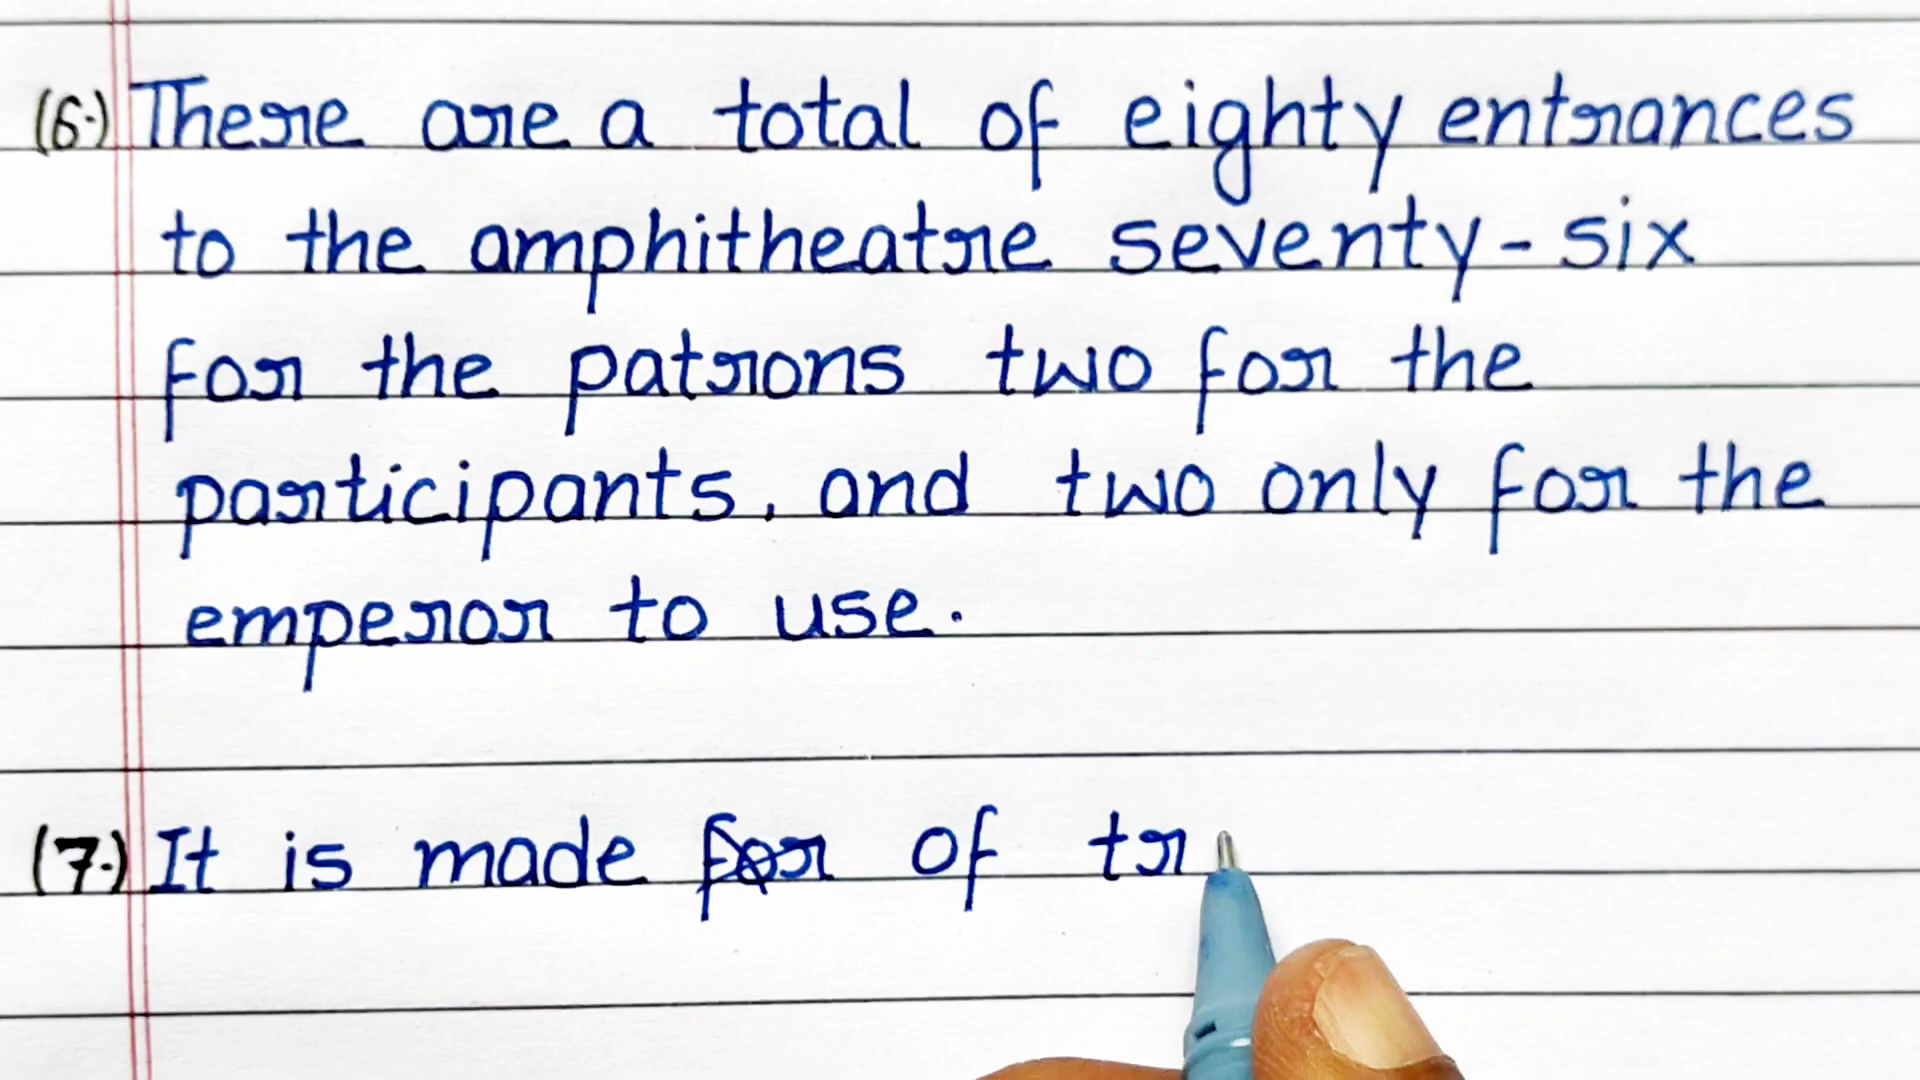 (6.) There are a total of eighty entrances
to the amphitheatre seventy-six
for the patrons two for the
participants, and two only for the
emperor to use.
(7.) It is made for of tr